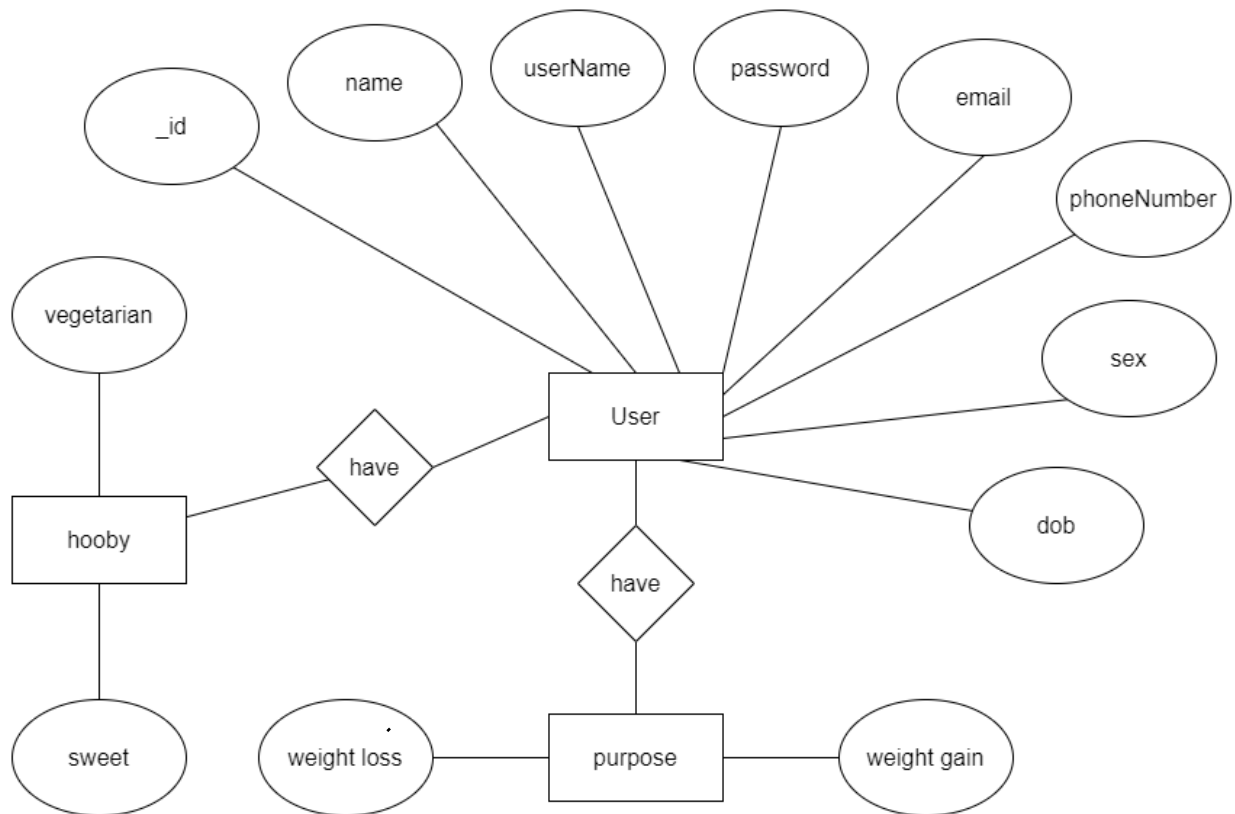 userName
password
name
email
_id
phoneNumber
vegetarian
sex
User
have
hooby
dob
have
sweet
weight loss
purpose
weight gain